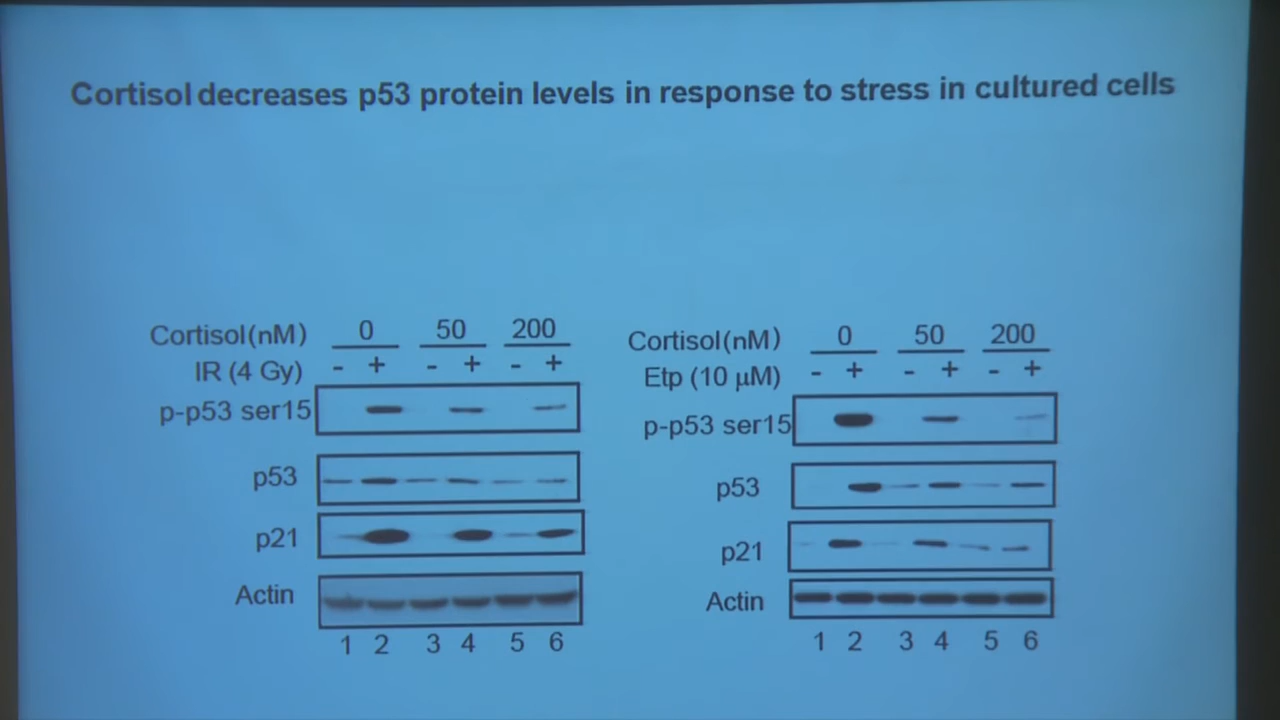 Cortisol decreases p53 protein levels in response to stress in cultured cells
Cortisol(nM) 0 50 200
IR (4 Gy) - + - + - +
p-p53 ser15
p53
p21
Actin
1 2 3 4 5 6
Cortisol(nM) 0 50 200
Etp (10 µM) - + - + - +
p-p53 ser15
p53
p21
Actin
1 2 3 4 5 6